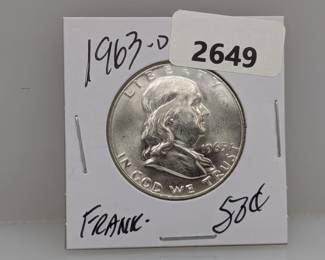 1963-D
2649
LIBERTY
1963
IN GOD WE TRUST
FRANK.
50¢